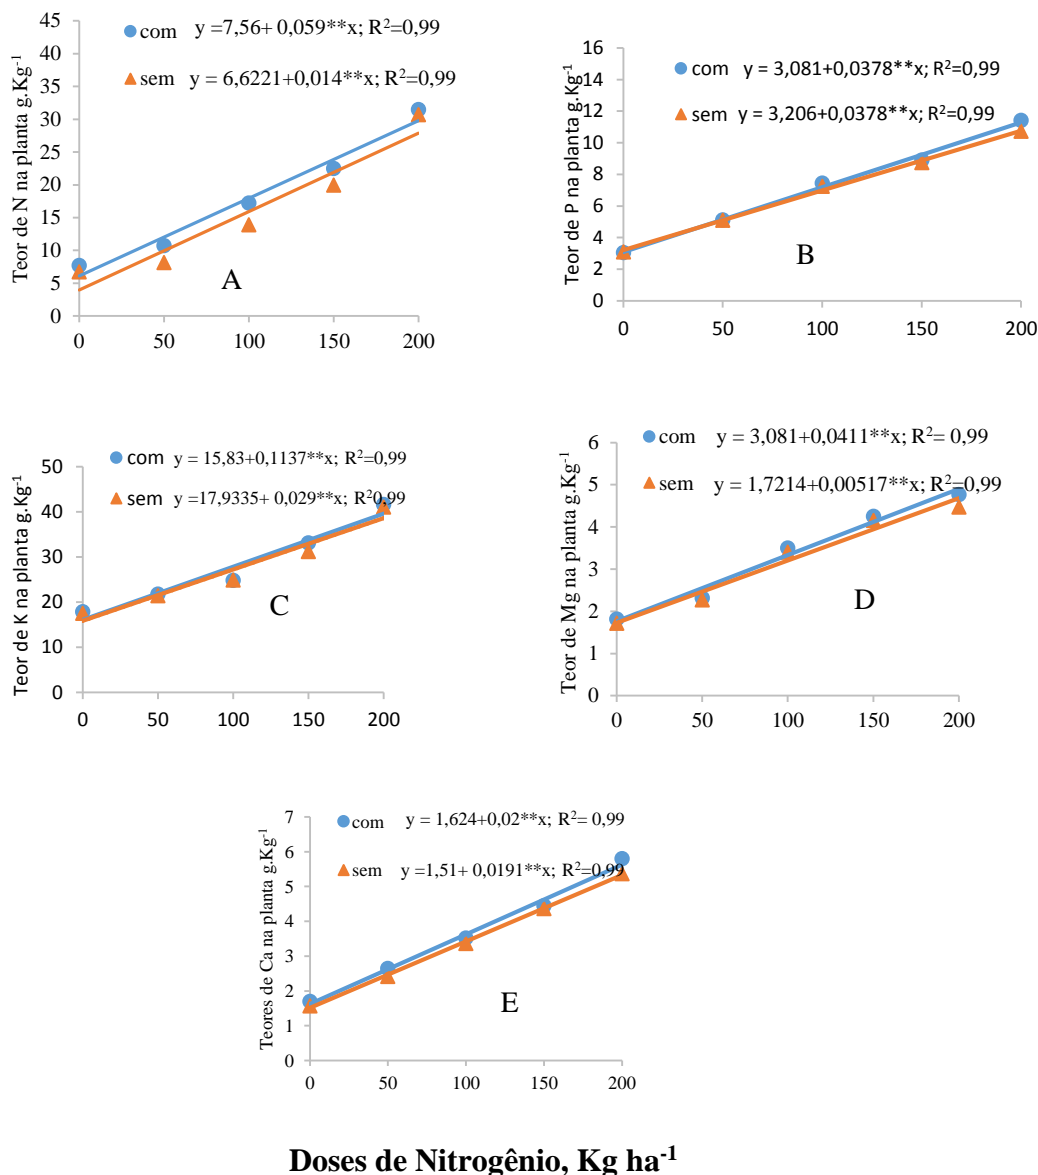 45
40
35
30
25
20
15
10
5
0
Teor de N na planta g.Kg-1
com y =7,56+ 0,059**x; R2=0,99
sem y = 6,6221+0,014**x; R2=0,99
A
0 50 100 150 200
16
14
12
10
8
6
4
2
0
Teor de P na planta g.Kg-1
com y = 3,081+0,0378**x; R2=0,99
sem y = 3,206+0,0378**x; R2=0,99
B
0 50 100 150 200
50
40
30
20
10
0
Teor de K na planta g.Kg-1
com y = 15,83+0,1137**x; R2=0,99
sem y =17,9335+ 0,029**x; R20,99
C
0 50 100 150 200
6
5
4
3
2
1
0
Teor de Mg na planta g.Kg-1
com y = 3,081+0,0411**x; R2= 0,99
sem y = 1,7214+0,00517**x; R2=0,99
D
0 50 100 150 200
7
6
5
4
3
2
1
0
Teores de Ca na planta g.Kg-1
com y = 1,624+0,02**x; R2= 0,99
sem y =1,51+ 0,0191**x; R2=0,99
E
0 50 100 150 200
Doses de Nitrogênio, Kg ha-1